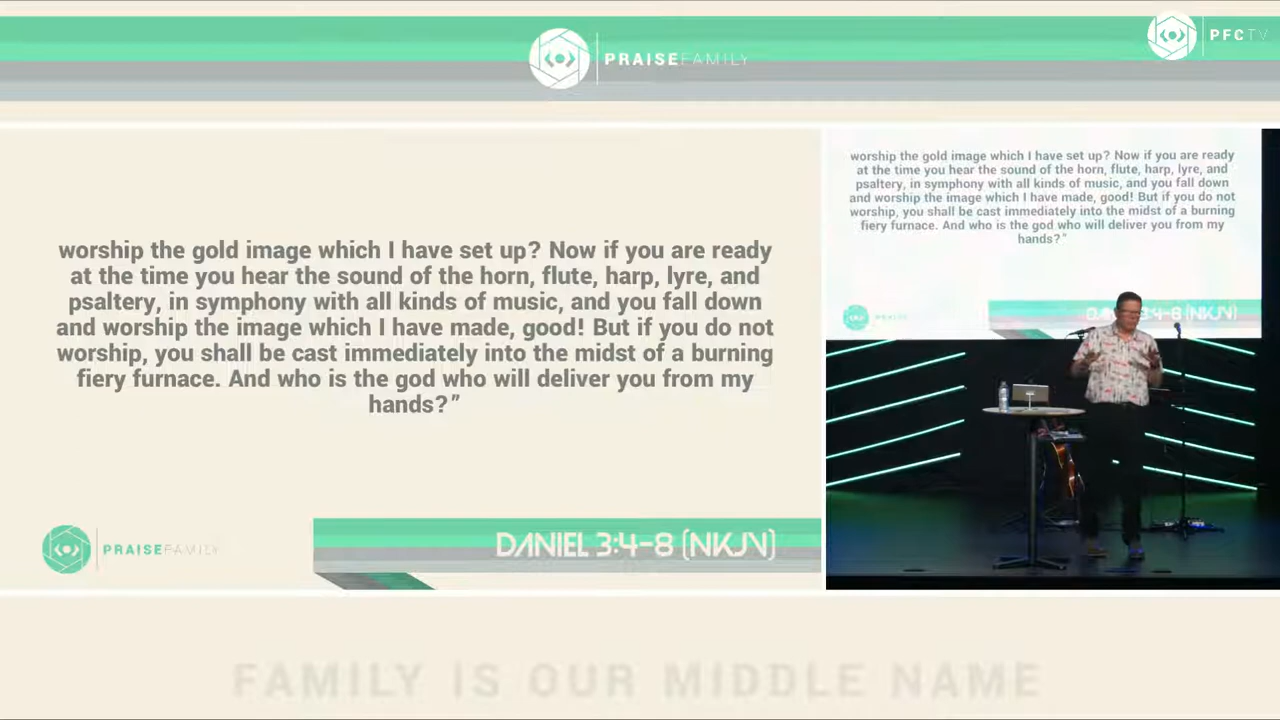 PRAISEFAMILY
PFCTV
worship the gold image which I have set up? Now if you are ready
at the time you hear the sound of the horn, flute, harp, lyre, and
psaltery, in symphony with all kinds of music, and you fall down
and worship the image which I have made, good! But if you do not
worship, you shall be cast immediately into the midst of a burning
fiery furnace. And who is the god who will deliver you from my
hands?”
PRAISEFAMILY
DANIEL 3:4-8 (NKJV)
worship the gold image which I have set up? Now if you are ready
at the time you hear the sound of the horn, flute, harp, lyre, and
psaltery, in symphony with all kinds of music, and you fall down
and worship the image which I have made, good! But if you do not
worship, you shall be cast immediately into the midst of a burning
fiery furnace. And who is the god who will deliver you from my
hands?”
PRAISEFAMILY
DANIEL 3:4-8 (NKJV)
FAMILY IS OUR MIDDLE NAME